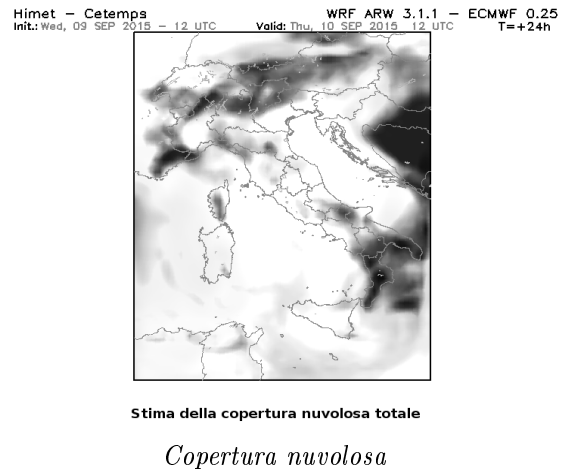 Himet – Cetemps WRF ARW 3.1.1 – ECMWF 0.25
Init.: Wed, 09 SEP 2015 – 12 UTC Valid: Thu, 10 SEP 2015 12 UTC T=+24h
Stima della copertura nuvolosa totale
Copertura nuvolosa